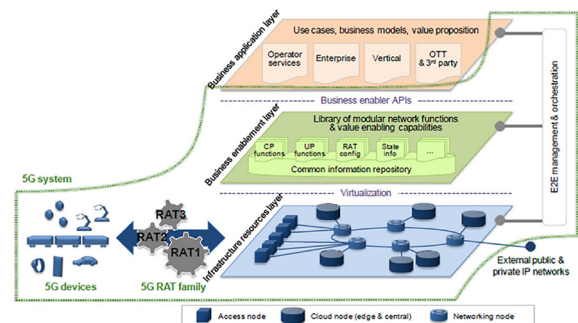 Business application layer
Use cases, business models, value proposition
Operator
services
Enterprise
Vertical
OTT
& 3rd party
Business enabler APIs
Business enablement layer
Library of modular network functions
& value enabling capabilities
CP
functions
UP
functions
RAT
config
State
info
...
Common information repository
E2E management & orchestration
Virtualization
Infrastructure resources layer
5G system
RAT3
RAT2
RAT1
5G devices
5G RAT family
External public &
private IP networks
Access node
Cloud node (edge & central)
Networking node